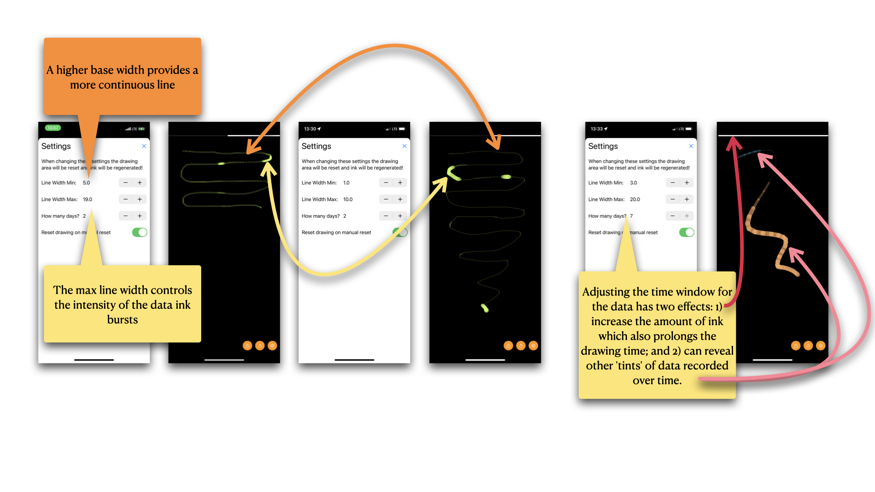 A higher base width provides a
more continuous line
Settings
When changing these settings the drawing
area will be reset and ink will be regenerated!
Line Width Min: 5.0
Line Width Max: 19.0
How many days? 2
Reset drawing on manual reset
The max line width controls
the intensity of the data ink
bursts
13:30
LTE
Settings
When changing these settings the drawing
area will be reset and ink will be regenerated!
Line Width Min: 1.0
Line Width Max: 10.0
How many days? 2
Reset drawing on manual reset
13:33
LTE
Settings
When changing these settings the drawing
area will be reset and ink will be regenerated!
Line Width Min: 3.0
Line Width Max: 20.0
How many days? 7
Reset drawing on manual reset
Adjusting the time window for
the data has two effects: 1)
increase the amount of ink
which also prolongs the
drawing time; and 2) can reveal
other 'tints' of data recorded
over time.